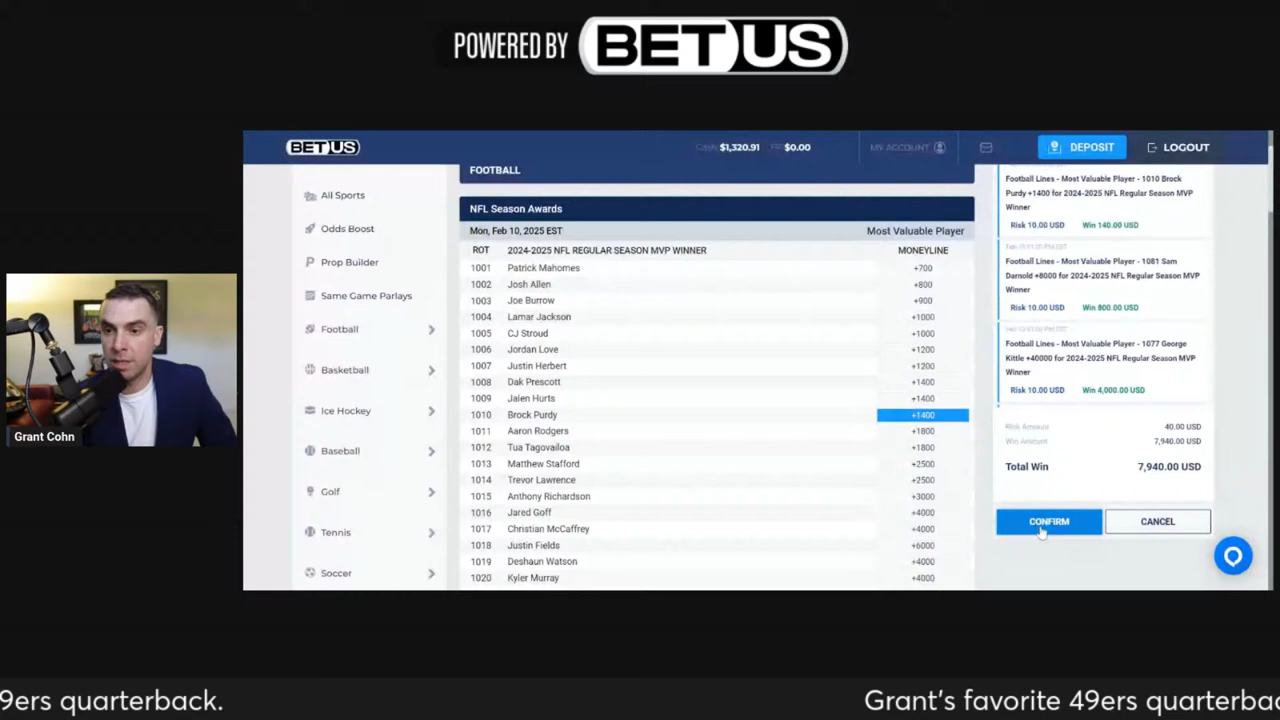 POWERED BY BETUS
BETUS
Cash $1,320.91
FP $0.00
MY ACCOUNT
DEPOSIT
LOGOUT
All Sports
Odds Boost
Prop Builder
Same Game Parlays
Football
Basketball
Ice Hockey
Baseball
Golf
Tennis
Soccer
FOOTBALL
NFL Season Awards
Mon, Feb 10, 2025 EST Most Valuable Player
ROT 2024-2025 NFL REGULAR SEASON MVP WINNER MONEYLINE
1001 Patrick Mahomes +700
1002 Josh Allen +800
1003 Joe Burrow +900
1004 Lamar Jackson +1000
1005 CJ Stroud +1000
1006 Jordan Love +1200
1007 Justin Herbert +1200
1008 Dak Prescott +1400
1009 Jalen Hurts +1400
1010 Brock Purdy +1400
1011 Aaron Rodgers +1800
1012 Tua Tagovailoa +1800
1013 Matthew Stafford +2500
1014 Trevor Lawrence +2500
1015 Anthony Richardson +3000
1016 Jared Goff +4000
1017 Christian McCaffrey +4000
1018 Justin Fields +6000
1019 Deshaun Watson +4000
1020 Kyler Murray +4000
Football Lines - Most Valuable Player - 1010 Brock
Purdy +1400 for 2024-2025 NFL Regular Season MVP
Winner
Risk 10.00 USD Win 140.00 USD
Football Lines - Most Valuable Player - 1081 Sam
Darnold +8000 for 2024-2025 NFL Regular Season MVP
Winner
Risk 10.00 USD Win 800.00 USD
Football Lines - Most Valuable Player - 1077 George
Kittle +40000 for 2024-2025 NFL Regular Season MVP
Winner
Risk 10.00 USD Win 4,000.00 USD
Risk Amount 40.00 USD
Win Amount 7,940.00 USD
Total Win 7,940.00 USD
CONFIRM
CANCEL
Grant Cohn
9ers quarterback.
Grant's favorite 49ers quarterbac